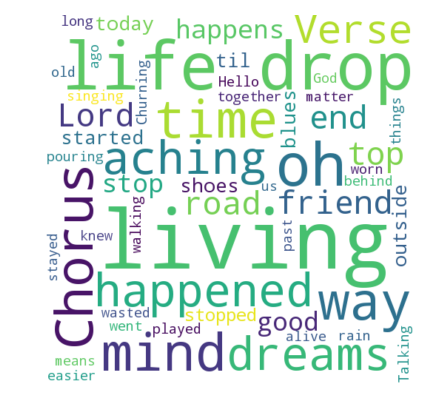 long
today
happens
Verse
ago
til
life
drop
old
Hello
God
singing
Churning
together
matter
things
Lord
time
blues
end
started
oh
top
pouring
aching
shoes
us
worn
behind
stop
road
friend
outside
Chorus
knew
walking
living
past
stayed
happened
way
wasted
stopped
good
went
played
alive
rain
Talking
means
mind
dreams
easier